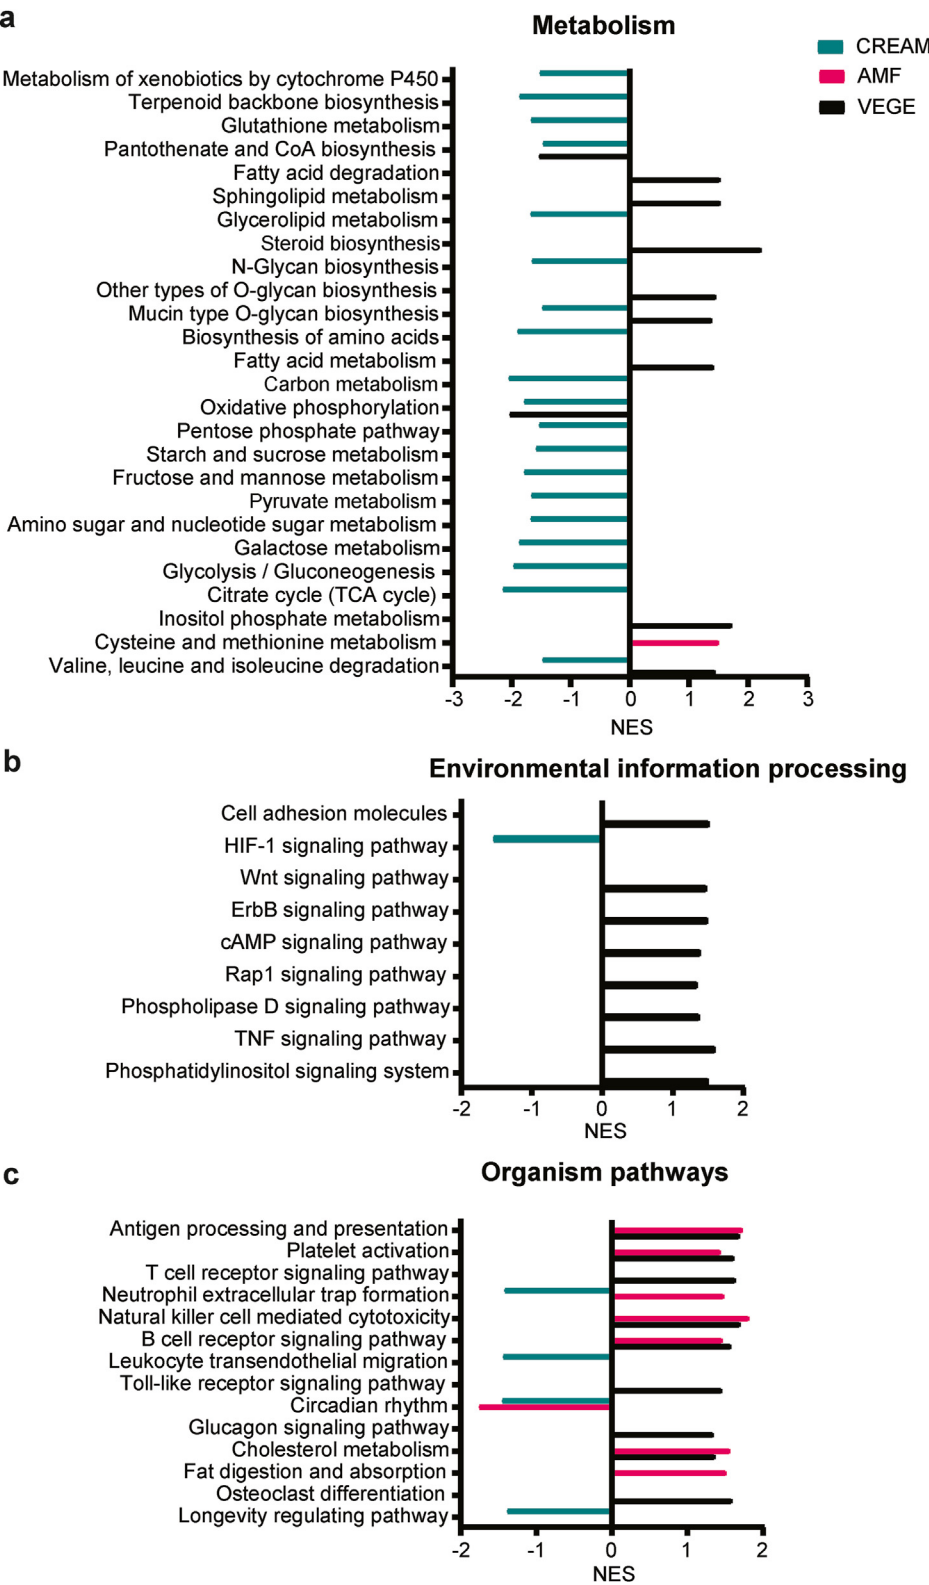 a
Metabolism
CREAM
AMF
VEGE
Metabolism of xenobiotics by cytochrome P450
Terpenoid backbone biosynthesis
Glutathione metabolism
Pantothenate and CoA biosynthesis
Fatty acid degradation
Sphingolipid metabolism
Glycerolipid metabolism
Steroid biosynthesis
N-Glycan biosynthesis
Other types of O-glycan biosynthesis
Mucin type O-glycan biosynthesis
Biosynthesis of amino acids
Fatty acid metabolism
Carbon metabolism
Oxidative phosphorylation
Pentose phosphate pathway
Starch and sucrose metabolism
Fructose and mannose metabolism
Pyruvate metabolism
Amino sugar and nucleotide sugar metabolism
Galactose metabolism
Glycolysis / Gluconeogenesis
Citrate cycle (TCA cycle)
Inositol phosphate metabolism
Cysteine and methionine metabolism
Valine, leucine and isoleucine degradation
-3 -2 -1 0 1 2 3
NES
b
Environmental information processing
Cell adhesion molecules
HIF-1 signaling pathway
Wnt signaling pathway
ErbB signaling pathway
cAMP signaling pathway
Rap1 signaling pathway
Phospholipase D signaling pathway
TNF signaling pathway
Phosphatidylinositol signaling system
-2 -1 0 1 2
NES
c
Organism pathways
Antigen processing and presentation
Platelet activation
T cell receptor signaling pathway
Neutrophil extracellular trap formation
Natural killer cell mediated cytotoxicity
B cell receptor signaling pathway
Leukocyte transendothelial migration
Toll-like receptor signaling pathway
Circadian rhythm
Glucagon signaling pathway
Cholesterol metabolism
Fat digestion and absorption
Osteoclast differentiation
Longevity regulating pathway
-2 -1 0 1 2
NES